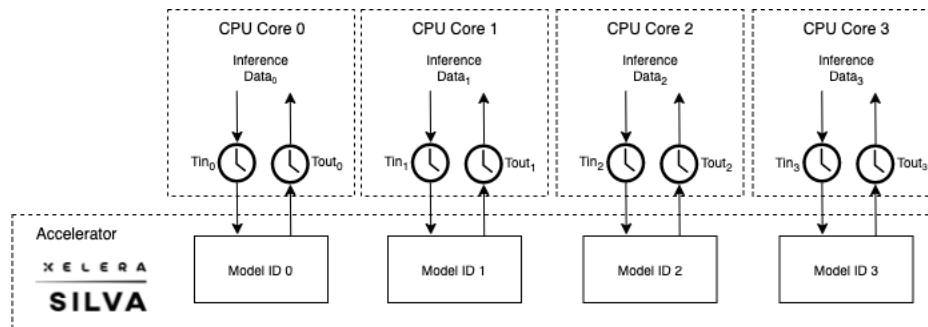 CPU Core 0
CPU Core 1
CPU Core 2
CPU Core 3
Inference
Data₀
Inference
Data₁
Inference
Data₂
Inference
Data₃
Tin₀
Tout₀
Tin₁
Tout₁
Tin₂
Tout₂
Tin₃
Tout₃
Accelerator
XELERA
SILVA
Model ID 0
Model ID 1
Model ID 2
Model ID 3